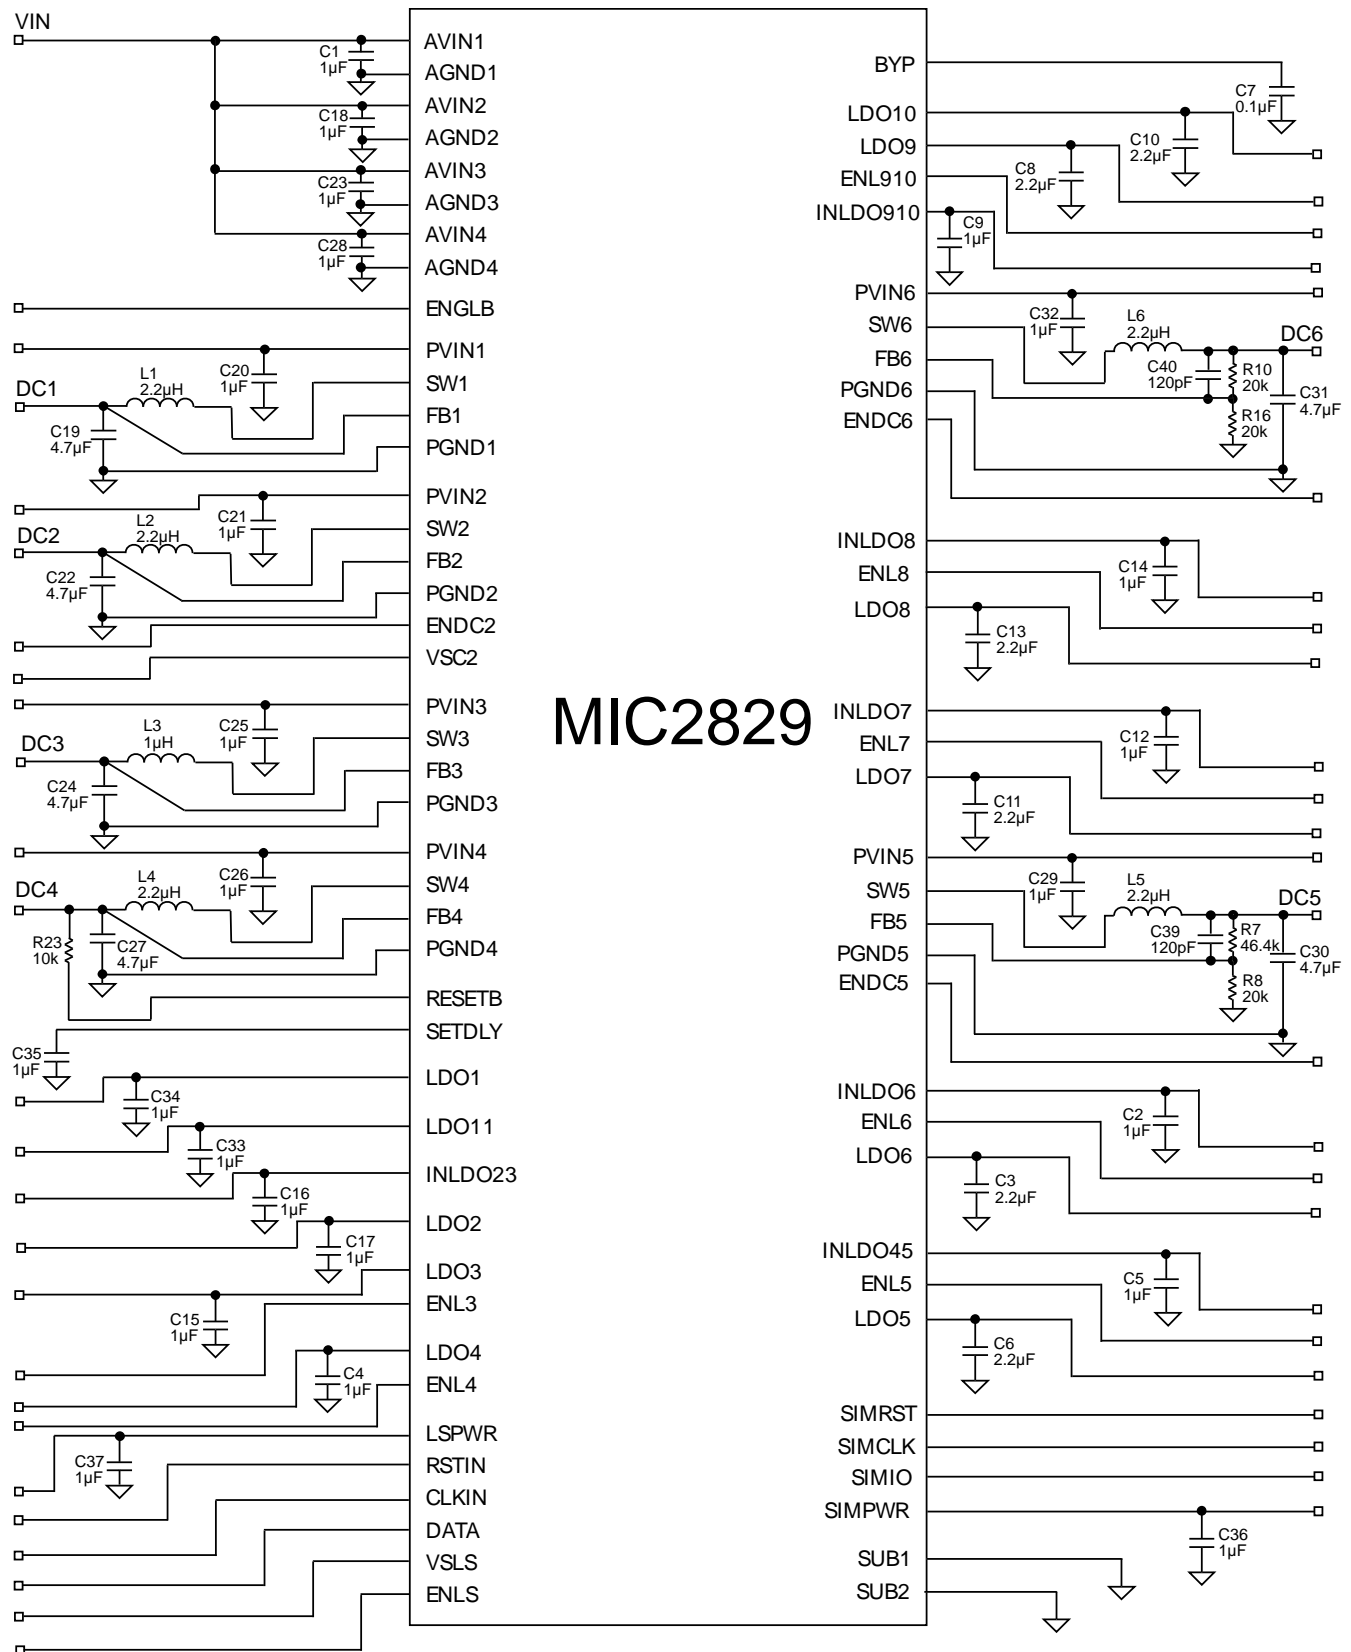 VIN
C1
1µF
C18
1µF
C23
1µF
C28
1µF
AVIN1
AGND1
AVIN2
AGND2
AVIN3
AGND3
AVIN4
AGND4
ENGLB
PVIN1
SW1
FB1
PGND1
DC1
L1
2.2µH
C20
1µF
C19
4.7µF
PVIN2
SW2
FB2
PGND2
ENDC2
VSC2
DC2
L2
2.2µH
C21
1µF
C22
4.7µF
PVIN3
SW3
FB3
PGND3
DC3
L3
1µH
C25
1µF
C24
4.7µF
PVIN4
SW4
FB4
PGND4
RESETB
SETDLY
DC4
L4
2.2µH
C26
1µF
R23
10k
C27
4.7µF
C35
1µF
LDO1
C34
1µF
LDO11
C33
1µF
INLDO23
C16
1µF
LDO2
C17
1µF
LDO3
ENL3
C15
1µF
LDO4
ENL4
C4
1µF
LSPWR
C37
1µF
RSTIN
CLKIN
DATA
VSLS
ENLS
MIC2829
BYP
C7
0.1µF
LDO10
C10
2.2µF
LDO9
C8
2.2µF
ENL910
INLDO910
C9
1µF
PVIN6
SW6
FB6
PGND6
ENDC6
C32
1µF
L6
2.2µH
DC6
C40
120pF
R10
20k
R16
20k
C31
4.7µF
INLDO8
ENL8
LDO8
C14
1µF
C13
2.2µF
INLDO7
ENL7
LDO7
C12
1µF
C11
2.2µF
PVIN5
SW5
FB5
PGND5
ENDC5
C29
1µF
L5
2.2µH
DC5
C39
120pF
R7
46.4k
R8
20k
C30
4.7µF
INLDO6
ENL6
LDO6
C2
1µF
C3
2.2µF
INLDO45
ENL5
LDO5
C5
1µF
C6
2.2µF
SIMRST
SIMCLK
SIMIO
SIMPWR
C36
1µF
SUB1
SUB2